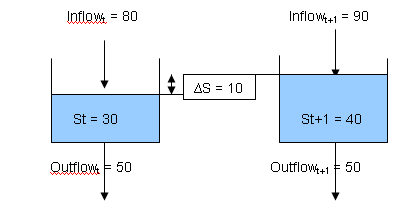 Inflowₜ = 80
Inflowₜ₊₁ = 90
ΔS = 10
St = 30
St+1 = 40
Outflowₜ = 50
Outflowₜ₊₁ = 50